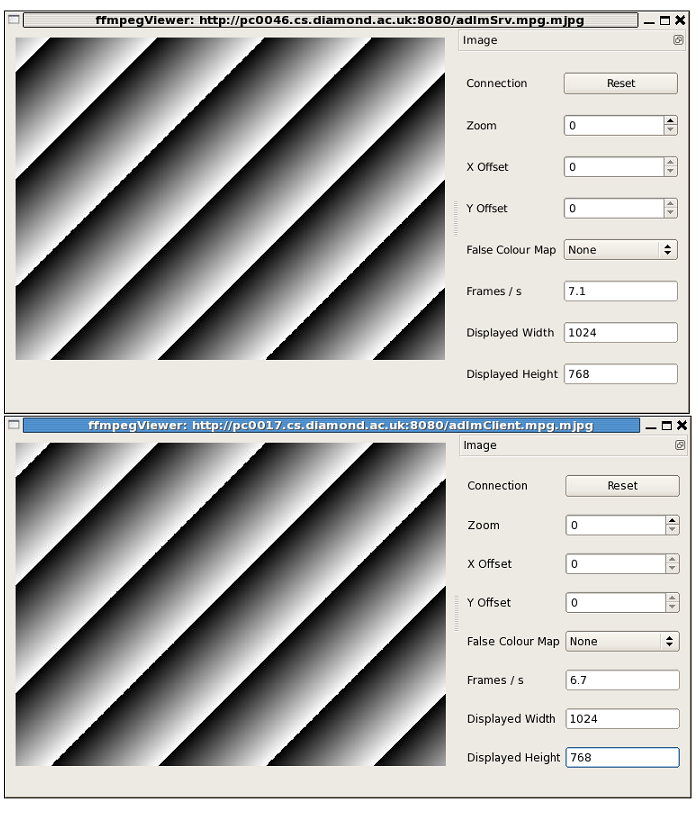 ffmpegViewer: http://pc0046.cs.diamond.ac.uk:8080/adImSrv.mpg.mjpg
Image
Connection Reset
Zoom 0
X Offset 0
Y Offset 0
False Colour Map None
Frames / s 7.1
Displayed Width 1024
Displayed Height 768
ffmpegViewer: http://pc0017.cs.diamond.ac.uk:8080/adImClient.mpg.mjpg
Image
Connection Reset
Zoom 0
X Offset 0
Y Offset 0
False Colour Map None
Frames / s 6.7
Displayed Width 1024
Displayed Height 768